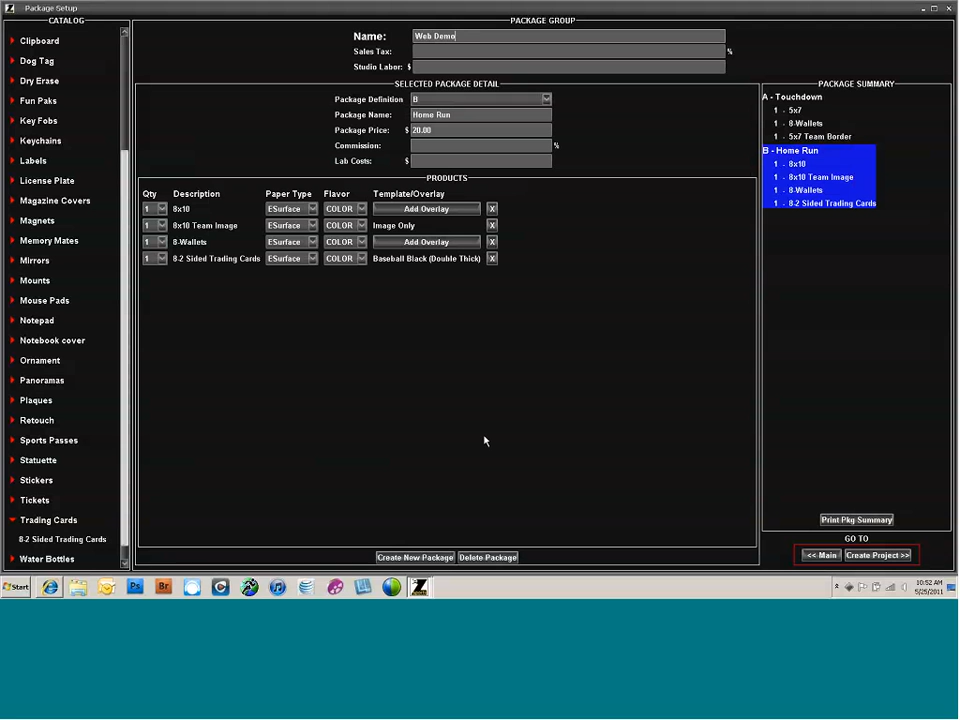 Package Setup
CATALOG
Clipboard
Dog Tag
Dry Erase
Fun Paks
Key Fobs
Keychains
Labels
License Plate
Magazine Covers
Magnets
Memory Mates
Mirrors
Mounts
Mouse Pads
Notepad
Notebook cover
Ornament
Panoramas
Plaques
Retouch
Sports Passes
Statuette
Stickers
Tickets
Trading Cards
8-2 Sided Trading Cards
Water Bottles
PACKAGE GROUP
Name: Web Demo
Sales Tax: %
Studio Labor: $
SELECTED PACKAGE DETAIL
Package Definition B
Package Name: Home Run
Package Price: $ 20.00
Commission: %
Lab Costs: $
PRODUCTS
Qty Description Paper Type Flavor Template/Overlay
1 8x10 ESurface COLOR Add Overlay X
1 8x10 Team Image ESurface COLOR Image Only X
1 8-Wallets ESurface COLOR Add Overlay X
1 8-2 Sided Trading Cards ESurface COLOR Baseball Black (Double Thick) X
Create New Package Delete Package
PACKAGE SUMMARY
A - Touchdown
1 - 5x7
1 - 8-Wallets
1 - 5x7 Team Border
B - Home Run
1 - 8x10
1 - 8x10 Team Image
1 - 8-Wallets
1 - 8-2 Sided Trading Cards
Print Pkg Summary
GO TO
<< Main Create Project >>
Start
Ps
Br
10:52 AM
5/25/2011